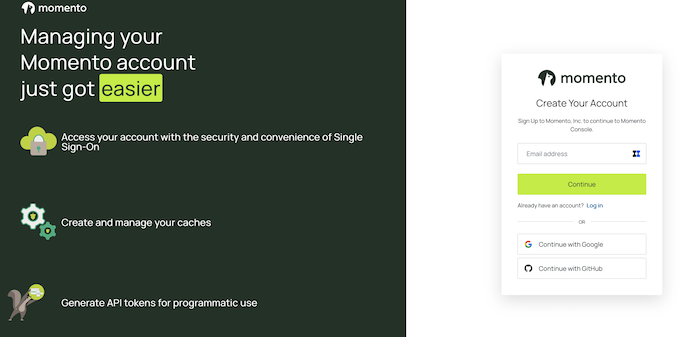 momento
Managing your
Momento account
just got easier
Access your account with the security and convenience of Single
Sign-On
Create and manage your caches
Generate API tokens for programmatic use
momento
Create Your Account
Sign Up to Momento, Inc. to continue to Momento
Console.
Email address
Continue
Already have an account? Log in
OR
Continue with Google
Continue with GitHub